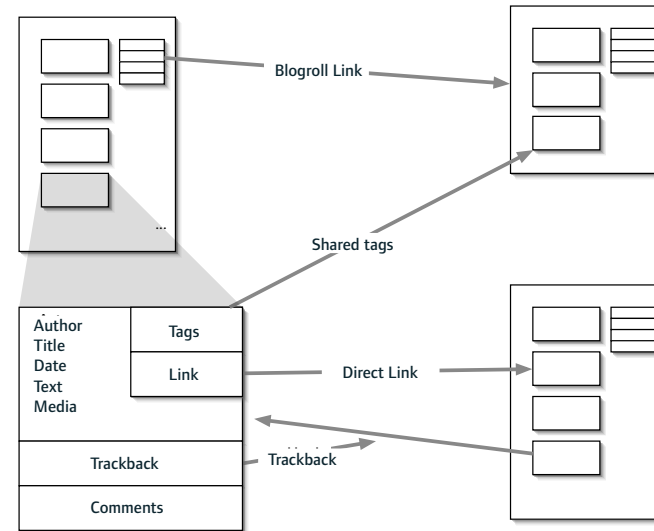 Blogroll Link
...
Shared tags
Author
Title
Date
Text
Media
Tags
Link
Direct Link
Trackback
Trackback
Comments